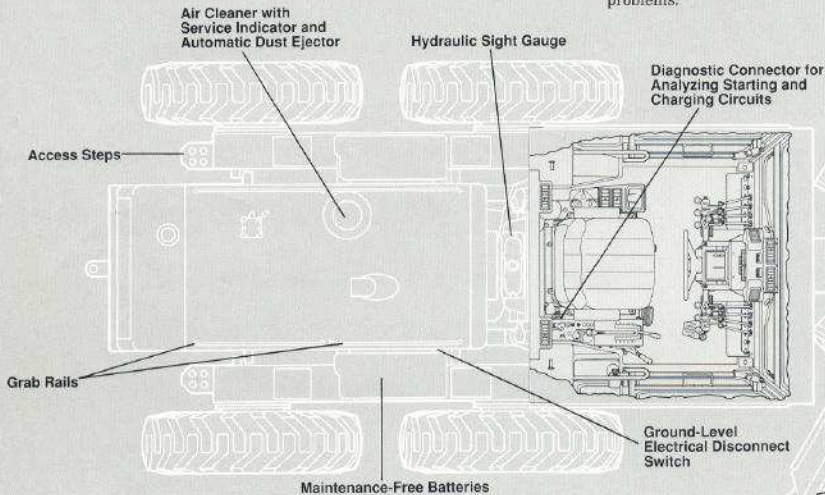 problems.
Air Cleaner with
Service Indicator and
Automatic Dust Ejector
Hydraulic Sight Gauge
Diagnostic Connector for
Analyzing Starting and
Charging Circuits
Access Steps
Grab Rails
Ground-Level
Electrical Disconnect
Switch
Maintenance-Free Batteries